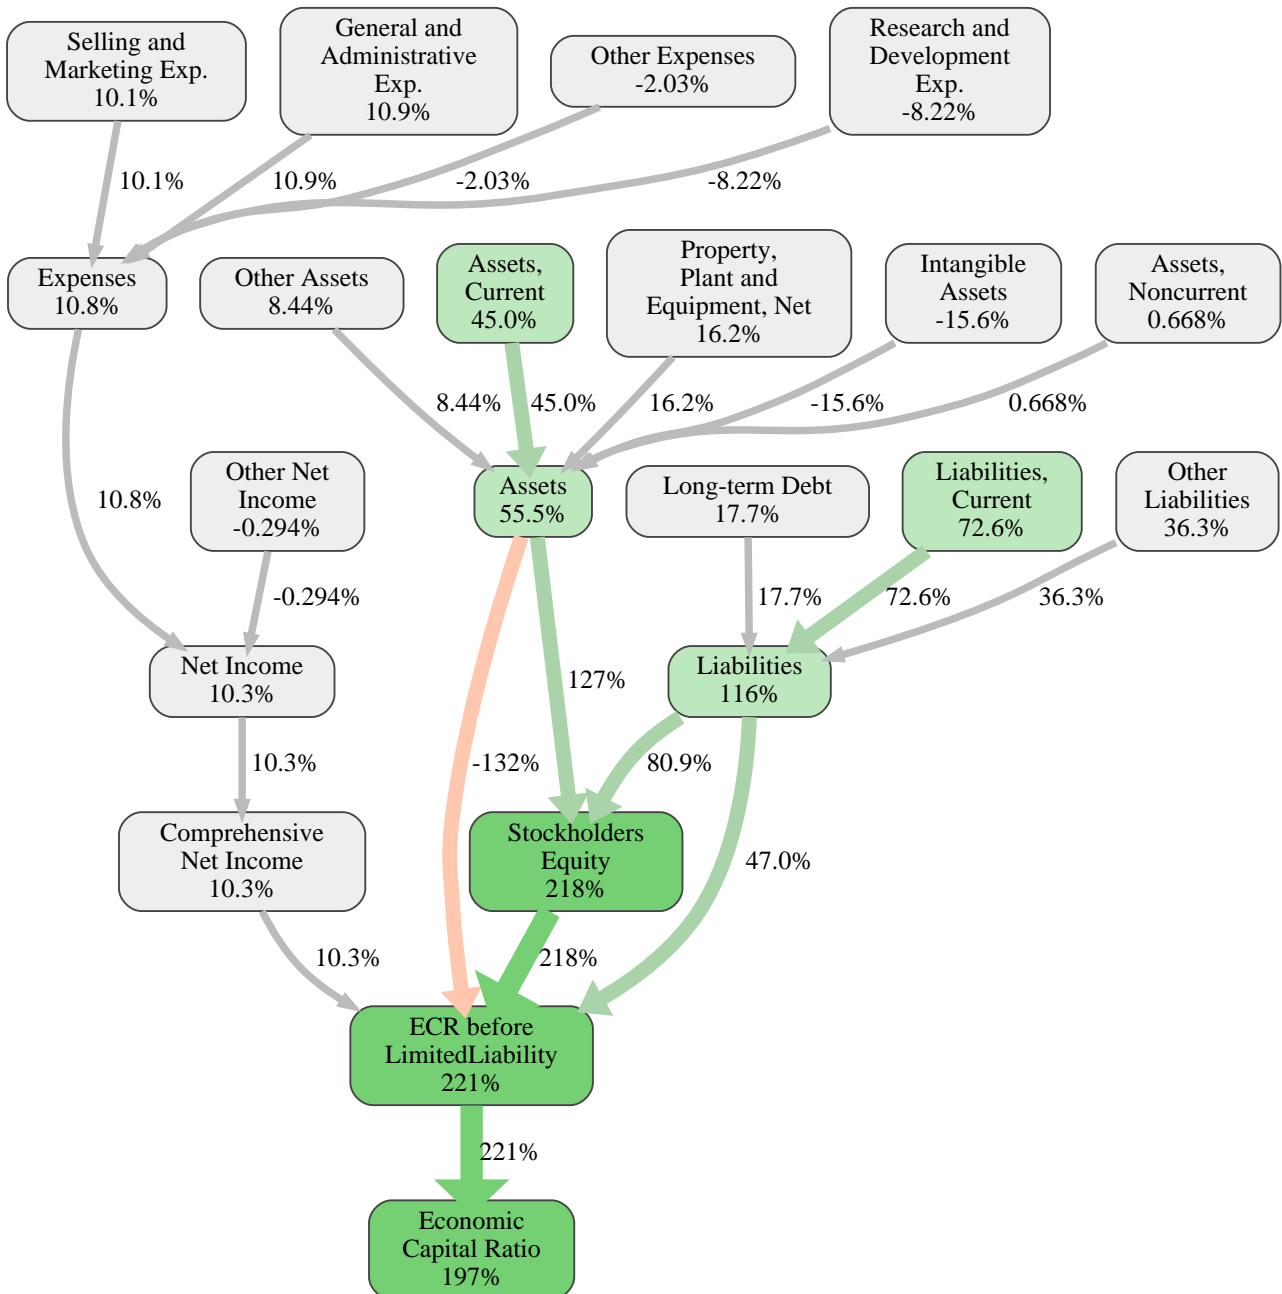 Selling and
Marketing Exp.
10.1%
General and
Administrative
Exp.
10.9%
Other Expenses
-2.03%
Research and
Development
Exp.
-8.22%
10.1%
10.9%
-2.03%
-8.22%
Expenses
10.8%
Other Assets
8.44%
Assets,
Current
45.0%
Property,
Plant and
Equipment, Net
16.2%
Intangible
Assets
-15.6%
Assets,
Noncurrent
0.668%
8.44%
45.0%
16.2%
-15.6%
0.668%
10.8%
Other Net
Income
-0.294%
Assets
55.5%
Long-term Debt
17.7%
Liabilities,
Current
72.6%
Other
Liabilities
36.3%
-0.294%
17.7%
72.6%
36.3%
Net Income
10.3%
127%
Liabilities
116%
10.3%
-132%
80.9%
Comprehensive
Net Income
10.3%
Stockholders
Equity
218%
47.0%
10.3%
218%
ECR before
LimitedLiability
221%
221%
Economic
Capital Ratio
197%